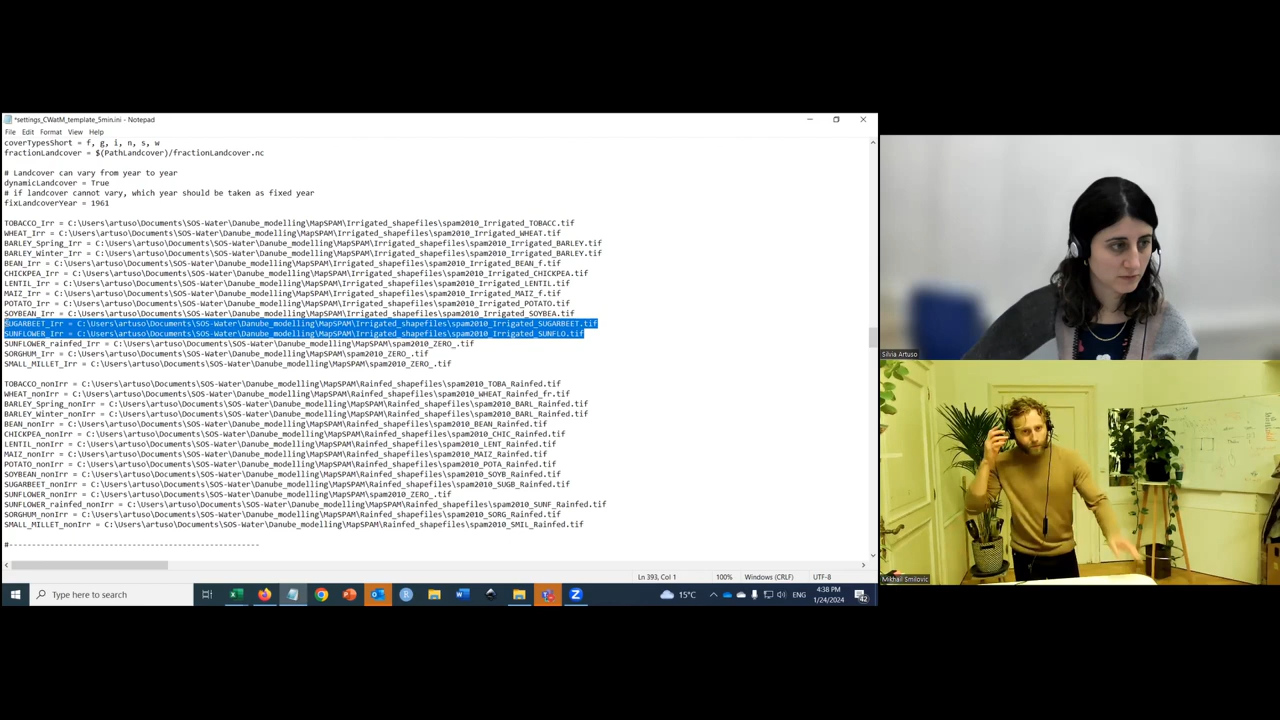 *settings_CWatM_template_5min.ini - Notepad
File Edit Format View Help
coverTypesShort = f, g, i, n, s, w
fractionLandcover = $(PathLandcover)/fractionLandcover.nc
# Landcover can vary from year to year
dynamicLandcover = True
# if landcover cannot vary, which year should be taken as fixed year
fixLandcoverYear = 1961
TOBACCO_Irr = C:\Users\artuso\Documents\SOS-Water\Danube_modelling\MapSPAM\Irrigated_shapefiles\spam2010_Irrigated_TOBACC.tif
WHEAT_Irr = C:\Users\artuso\Documents\SOS-Water\Danube_modelling\MapSPAM\Irrigated_shapefiles\spam2010_Irrigated_WHEAT.tif
BARLEY_Spring_Irr = C:\Users\artuso\Documents\SOS-Water\Danube_modelling\MapSPAM\Irrigated_shapefiles\spam2010_Irrigated_BARLEY.tif
BARLEY_Winter_Irr = C:\Users\artuso\Documents\SOS-Water\Danube_modelling\MapSPAM\Irrigated_shapefiles\spam2010_Irrigated_BARLEY.tif
BEAN_Irr = C:\Users\artuso\Documents\SOS-Water\Danube_modelling\MapSPAM\Irrigated_shapefiles\spam2010_Irrigated_BEAN_f.tif
CHICKPEA_Irr = C:\Users\artuso\Documents\SOS-Water\Danube_modelling\MapSPAM\Irrigated_shapefiles\spam2010_Irrigated_CHICKPEA.tif
LENTIL_Irr = C:\Users\artuso\Documents\SOS-Water\Danube_modelling\MapSPAM\Irrigated_shapefiles\spam2010_Irrigated_LENTIL.tif
MAIZ_Irr = C:\Users\artuso\Documents\SOS-Water\Danube_modelling\MapSPAM\Irrigated_shapefiles\spam2010_Irrigated_MAIZ_f.tif
POTATO_Irr = C:\Users\artuso\Documents\SOS-Water\Danube_modelling\MapSPAM\Irrigated_shapefiles\spam2010_Irrigated_POTATO.tif
SOYBEAN_Irr = C:\Users\artuso\Documents\SOS-Water\Danube_modelling\MapSPAM\Irrigated_shapefiles\spam2010_Irrigated_SOYBEA.tif
SUGARBEET_Irr = C:\Users\artuso\Documents\SOS-Water\Danube_modelling\MapSPAM\Irrigated_shapefiles\spam2010_Irrigated_SUGARBEET.tif
SUNFLOWER_Irr = C:\Users\artuso\Documents\SOS-Water\Danube_modelling\MapSPAM\Irrigated_shapefiles\spam2010_Irrigated_SUNFLO.tif
SUNFLOWER_rainfed_Irr = C:\Users\artuso\Documents\SOS-Water\Danube_modelling\MapSPAM\spam2010_ZERO_.tif
SORGHUM_Irr = C:\Users\artuso\Documents\SOS-Water\Danube_modelling\MapSPAM\spam2010_ZERO_.tif
SMALL_MILLET_Irr = C:\Users\artuso\Documents\SOS-Water\Danube_modelling\MapSPAM\spam2010_ZERO_.tif
TOBACCO_nonIrr = C:\Users\artuso\Documents\SOS-Water\Danube_modelling\MapSPAM\Rainfed_shapefiles\spam2010_TOBA_Rainfed.tif
WHEAT_nonIrr = C:\Users\artuso\Documents\SOS-Water\Danube_modelling\MapSPAM\Rainfed_shapefiles\spam2010_WHEAT_Rainfed_fr.tif
BARLEY_Spring_nonIrr = C:\Users\artuso\Documents\SOS-Water\Danube_modelling\MapSPAM\Rainfed_shapefiles\spam2010_BARL_Rainfed.tif
BARLEY_Winter_nonIrr = C:\Users\artuso\Documents\SOS-Water\Danube_modelling\MapSPAM\Rainfed_shapefiles\spam2010_BARL_Rainfed.tif
BEAN_nonIrr = C:\Users\artuso\Documents\SOS-Water\Danube_modelling\MapSPAM\Rainfed_shapefiles\spam2010_BEAN_Rainfed.tif
CHICKPEA_nonIrr = C:\Users\artuso\Documents\SOS-Water\Danube_modelling\MapSPAM\Rainfed_shapefiles\spam2010_CHIC_Rainfed.tif
LENTIL_nonIrr = C:\Users\artuso\Documents\SOS-Water\Danube_modelling\MapSPAM\Rainfed_shapefiles\spam2010_LENT_Rainfed.tif
MAIZ_nonIrr = C:\Users\artuso\Documents\SOS-Water\Danube_modelling\MapSPAM\Rainfed_shapefiles\spam2010_MAIZ_Rainfed.tif
POTATO_nonIrr = C:\Users\artuso\Documents\SOS-Water\Danube_modelling\MapSPAM\Rainfed_shapefiles\spam2010_POTA_Rainfed.tif
SOYBEAN_nonIrr = C:\Users\artuso\Documents\SOS-Water\Danube_modelling\MapSPAM\Rainfed_shapefiles\spam2010_SOYB_Rainfed.tif
SUGARBEET_nonIrr = C:\Users\artuso\Documents\SOS-Water\Danube_modelling\MapSPAM\Rainfed_shapefiles\spam2010_SUGB_Rainfed.tif
SUNFLOWER_nonIrr = C:\Users\artuso\Documents\SOS-Water\Danube_modelling\MapSPAM\spam2010_ZERO_.tif
SUNFLOWER_rainfed_nonIrr = C:\Users\artuso\Documents\SOS-Water\Danube_modelling\MapSPAM\Rainfed_shapefiles\spam2010_SUNF_Rainfed.tif
SORGHUM_nonIrr = C:\Users\artuso\Documents\SOS-Water\Danube_modelling\MapSPAM\Rainfed_shapefiles\spam2010_SORG_Rainfed.tif
SMALL_MILLET_nonIrr = C:\Users\artuso\Documents\SOS-Water\Danube_modelling\MapSPAM\Rainfed_shapefiles\spam2010_SMIL_Rainfed.tif
#-------------------------------------------------------
Ln 393, Col 1 100% Windows (CRLF) UTF-8
Type here to search
15°C ENG 4:38 PM
1/24/2024 42
Silvia Artuso
Mikhail Smilovic